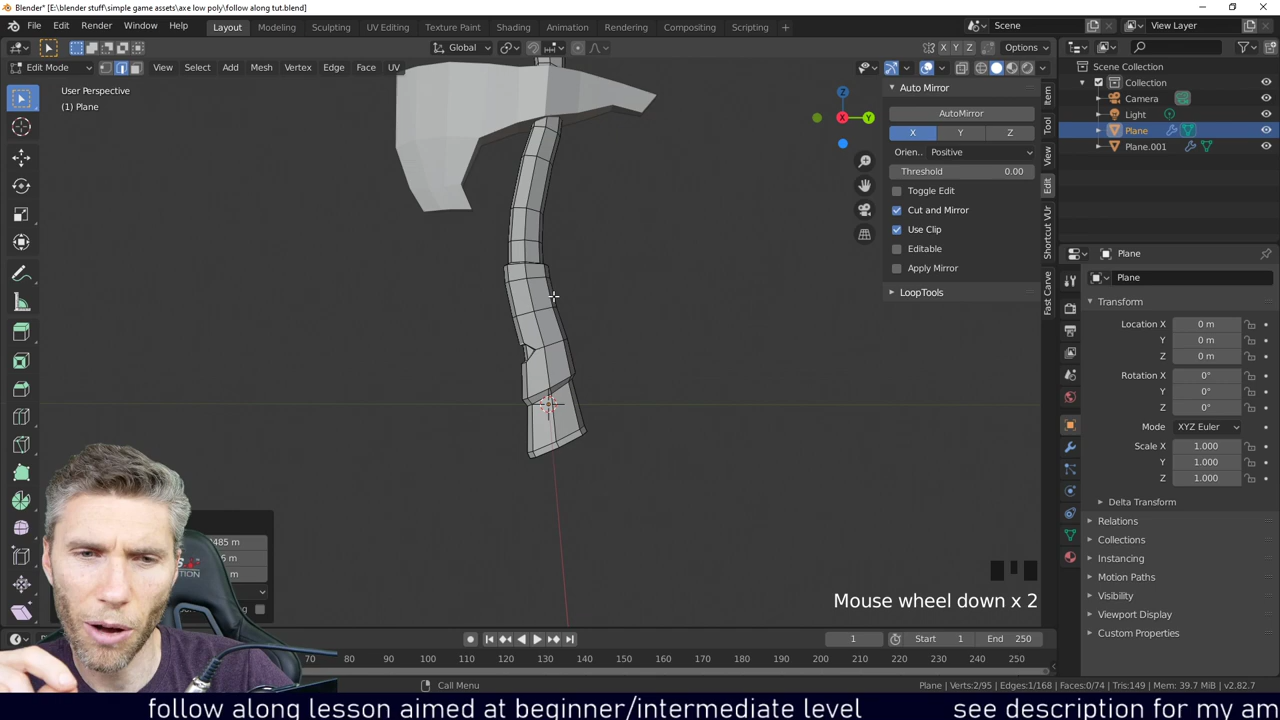 Blender* [E:\blender stuff\simple game assets\axe low poly\follow along tut.blend]
File Edit Render Window Help Layout Modeling Sculpting UV Editing Texture Paint Shading Animation Rendering Compositing Scripting + Scene View Layer
Global Options
X Y Z
Edit Mode View Select Add Mesh Vertex Edge Face UV
User Perspective
(1) Plane
Z
X
Y
Auto Mirror
AutoMirror
X Y Z
Orien.. Positive
Threshold 0.00
Toggle Edit
Cut and Mirror
Use Clip
Editable
Apply Mirror
LoopTools
Item
Tool
View
Edit
Shortcut VUr
Fast Carve
Scene Collection
Collection
Camera
Light
Plane
Plane.001
Plane
Plane
Transform
Location X 0 m
Y 0 m
Z 0 m
Rotation X 0°
Y 0°
Z 0°
Mode XYZ Euler
Scale X 1.000
Y 1.000
Z 1.000
Delta Transform
Relations
Collections
Instancing
Motion Paths
Visibility
Viewport Display
Custom Properties
485 m
m
Mouse wheel down x 2
1 Start 1 End 250
70 80 90 100 110 120 130 140 150 160 170 180 190 200 210 220 230 240 250
Call Menu
Plane | Verts:2/95 | Edges:1/168 | Faces:0/74 | Tris:149 | Mem: 39.7 MiB | v2.82.7
follow along lesson aimed at beginner/intermediate level see description for my am